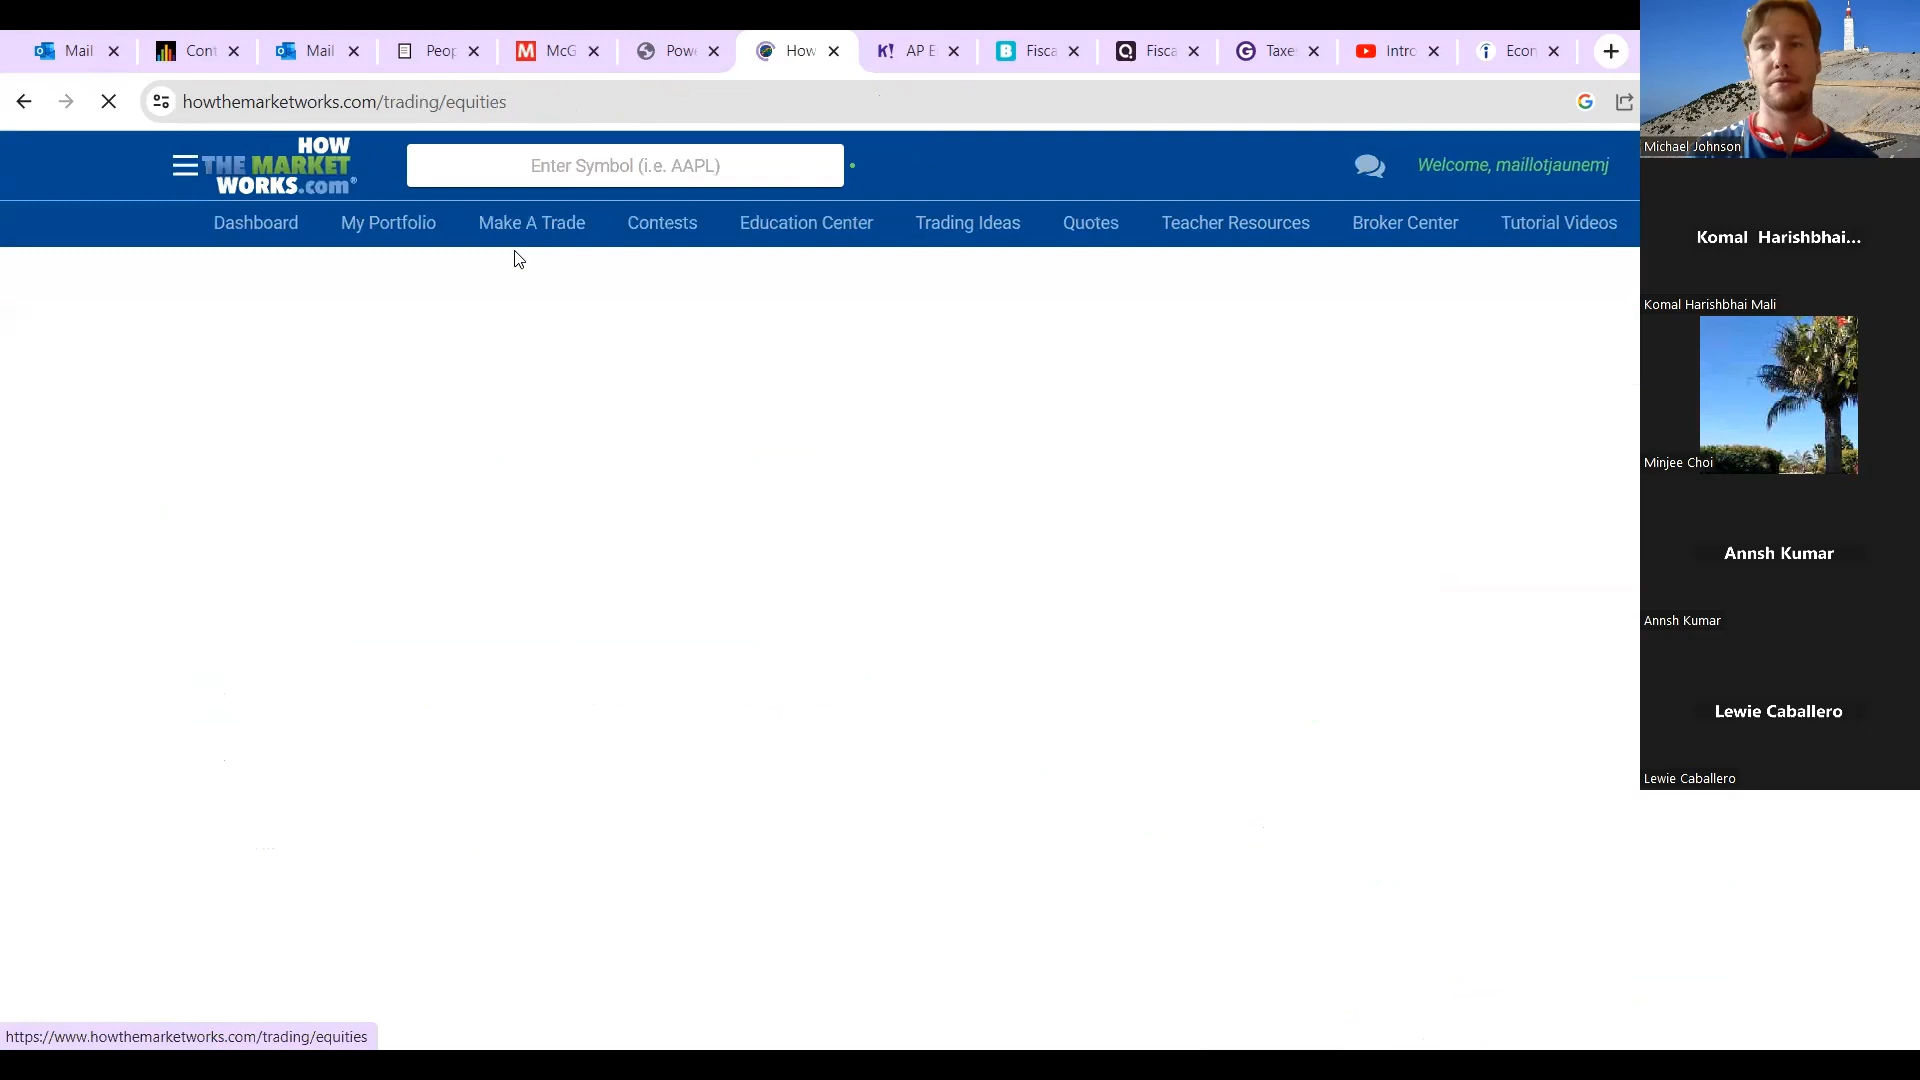 Mail
Cont
Mail
Peop
McG
Powe
How
AP E
Fisca
Fisca
Taxe
Intro
Econ
howthemarketworks.com/trading/equities
HOW
THE MARKET
WORKS.com®
Enter Symbol (i.e. AAPL)
Welcome, maillotjaunemj
Dashboard
My Portfolio
Make A Trade
Contests
Education Center
Trading Ideas
Quotes
Teacher Resources
Broker Center
Tutorial Videos
https://www.howthemarketworks.com/trading/equities
Michael Johnson
Komal Harishbhai...
Komal Harishbhai Mali
Minjee Choi
Annsh Kumar
Annsh Kumar
Lewie Caballero
Lewie Caballero